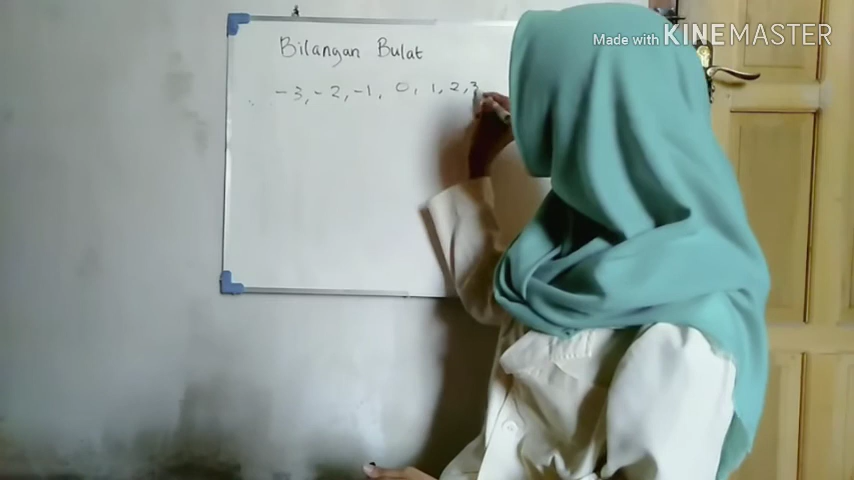 Made with KINEMASTER
Bilangan Bulat
-3, -2, -1, 0, 1, 2, 3